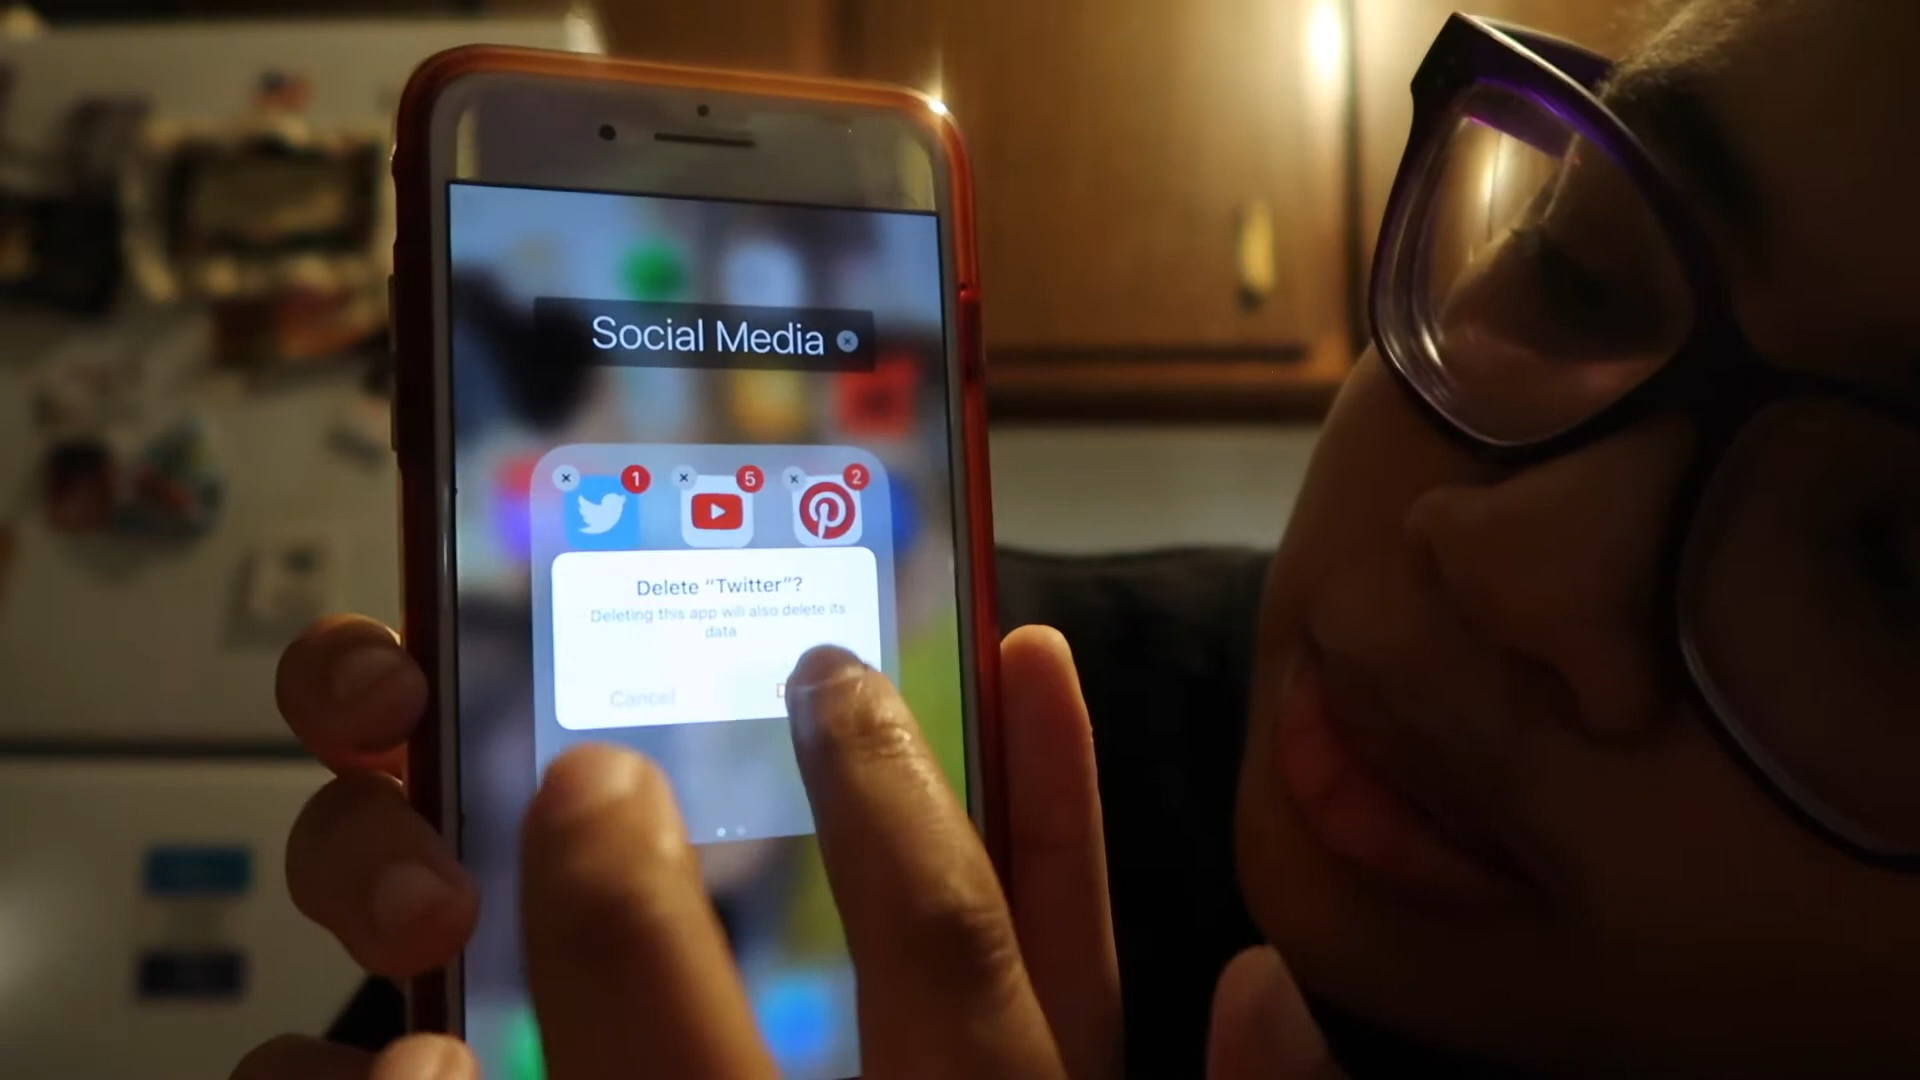 Social Media
1 5 2
Delete “Twitter”?
Deleting this app will also delete its
data
Cancel